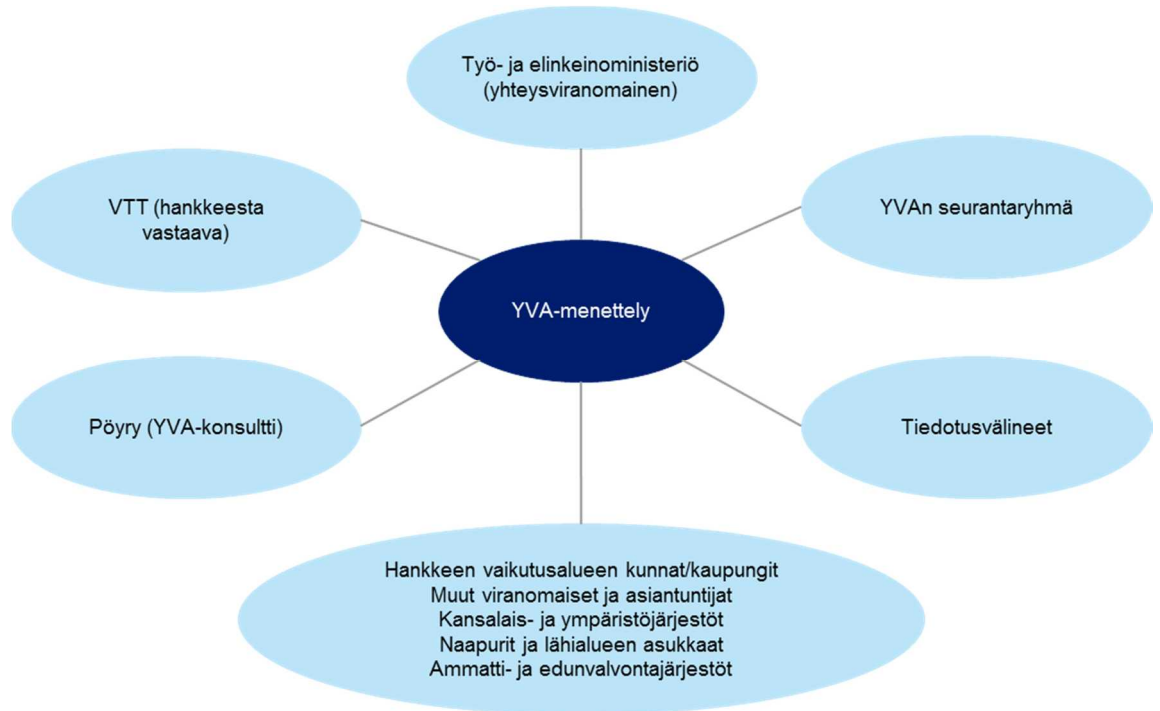 Työ- ja elinkeinoministeriö
(yhteysviranomainen)
VTT (hankkeesta
vastaava)
YVAn seurantaryhmä
YVA-menettely
Pöyry (YVA-konsultti)
Tiedotusvälineet
Hankkeen vaikutusalueen kunnat/kaupungit
Muut viranomaiset ja asiantuntijat
Kansalais- ja ympäristöjärjestöt
Naapurit ja lähialueen asukkaat
Ammatti- ja edunvalvontajärjestöt